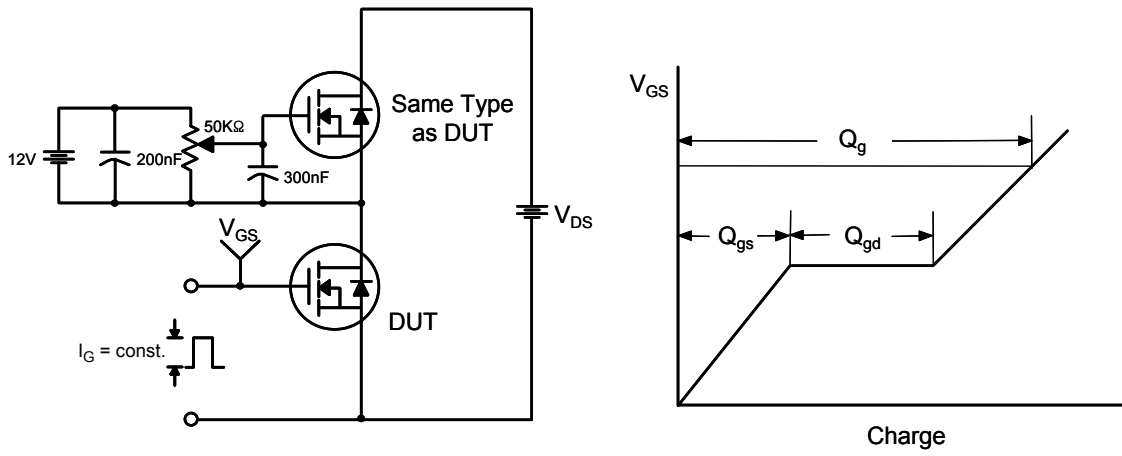 12V
200nF
50KΩ
300nF
Same Type
as DUT
V_DS
V_GS
DUT
I_G = const.
V_GS
Q_g
Q_gs
Q_gd
Charge